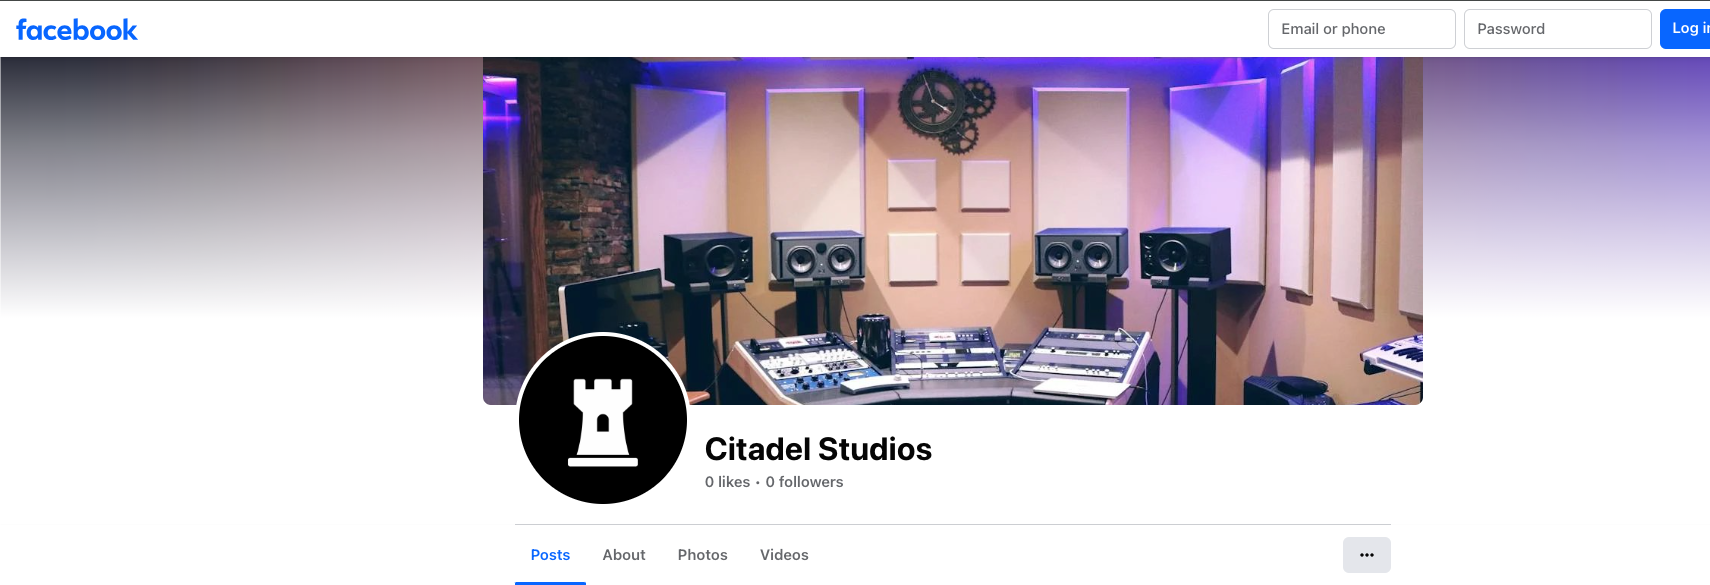 facebook
Email or phone
Password
Log i
Citadel Studios
0 likes • 0 followers
Posts
About
Photos
Videos